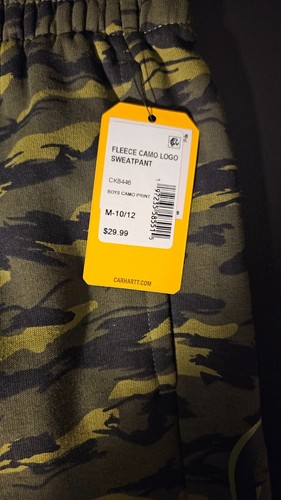 FLEECE CAMO LOGO
SWEATPANT
CK8446
BOYS CAMO PRINT
M-10/12
$29.99
CARHARTT.COM